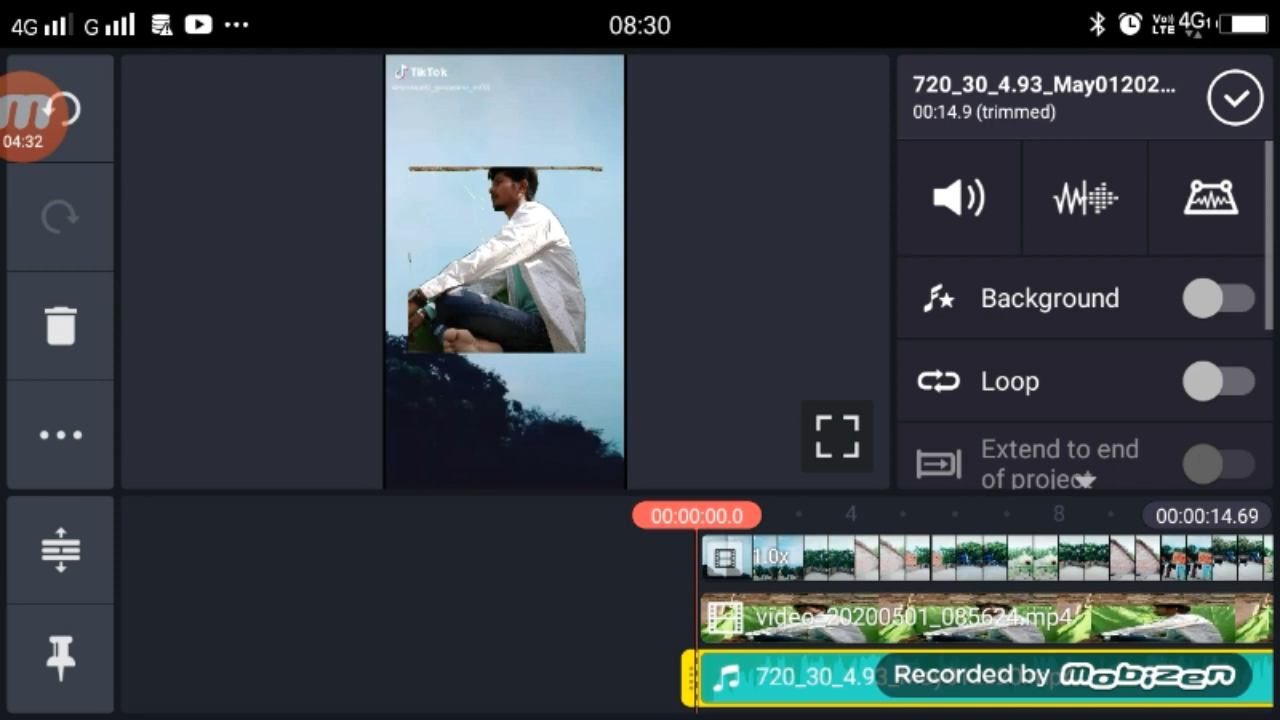 4G G 08:30 Vo) LTE 4G
04:32
TikTok
720_30_4.93_May01202...
00:14.9 (trimmed)
Background
Loop
Extend to end
of project
00:00:00.0 4 8 00:00:14.69
1.0x
video_20200501_085624.mp4
720_30_4.93
Recorded by mobizen